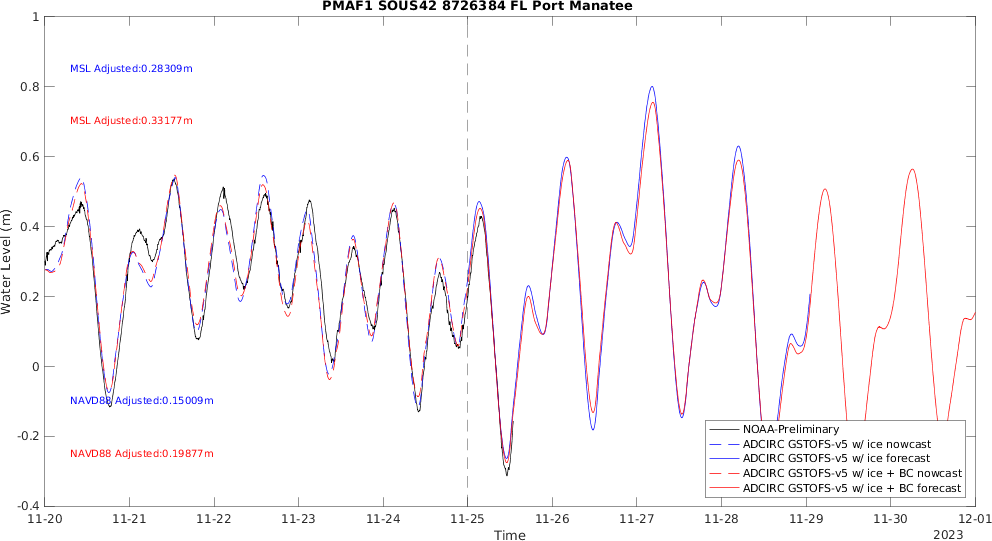 PMAF1 SOUS42 8726384 FL Port Manatee
1
0.8
0.6
0.4
0.2
0
-0.2
-0.4
Water Level (m)
MSL Adjusted:0.28309m
MSL Adjusted:0.33177m
NAVD88 Adjusted:0.15009m
NAVD88 Adjusted:0.19877m
NOAA-Preliminary
ADCIRC GSTOFS-v5 w/ ice nowcast
ADCIRC GSTOFS-v5 w/ ice forecast
ADCIRC GSTOFS-v5 w/ ice + BC nowcast
ADCIRC GSTOFS-v5 w/ ice + BC forecast
11-20 11-21 11-22 11-23 11-24 11-25 11-26 11-27 11-28 11-29 11-30 12-01
Time
2023